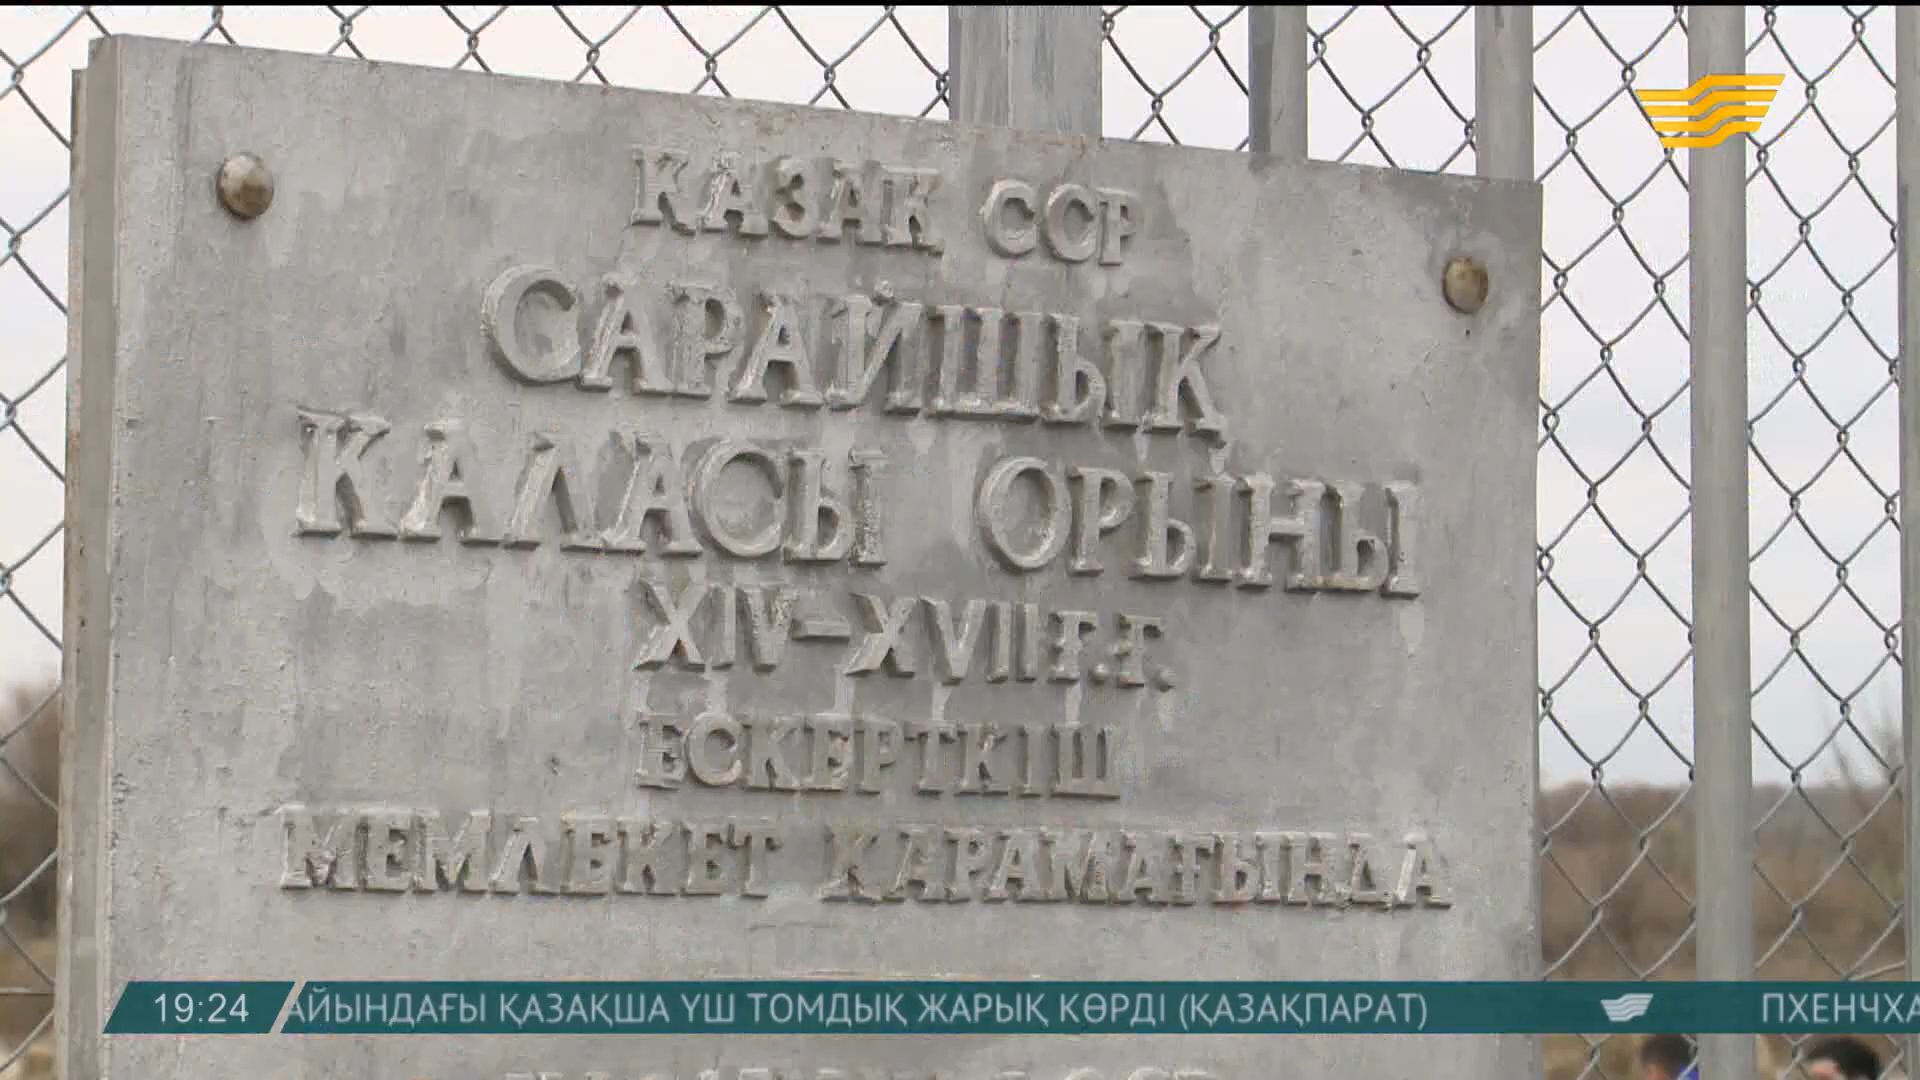 ҚАЗАҚ ССР
САРАЙШЫҚ
ҚАЛАСЫ ОРЫНЫ
XIV–XVII Ғ.Ғ.
ЕСКЕРТКІШ
МЕМЛЕКЕТ ҚАРАМАҒЫНДА
19:24 АЙЫНДАҒЫ ҚАЗАҚША ҮШ ТОМДЫҚ ЖАРЫҚ КӨРДІ (ҚАЗАҚПАРАТ) ПХЕНЧХА